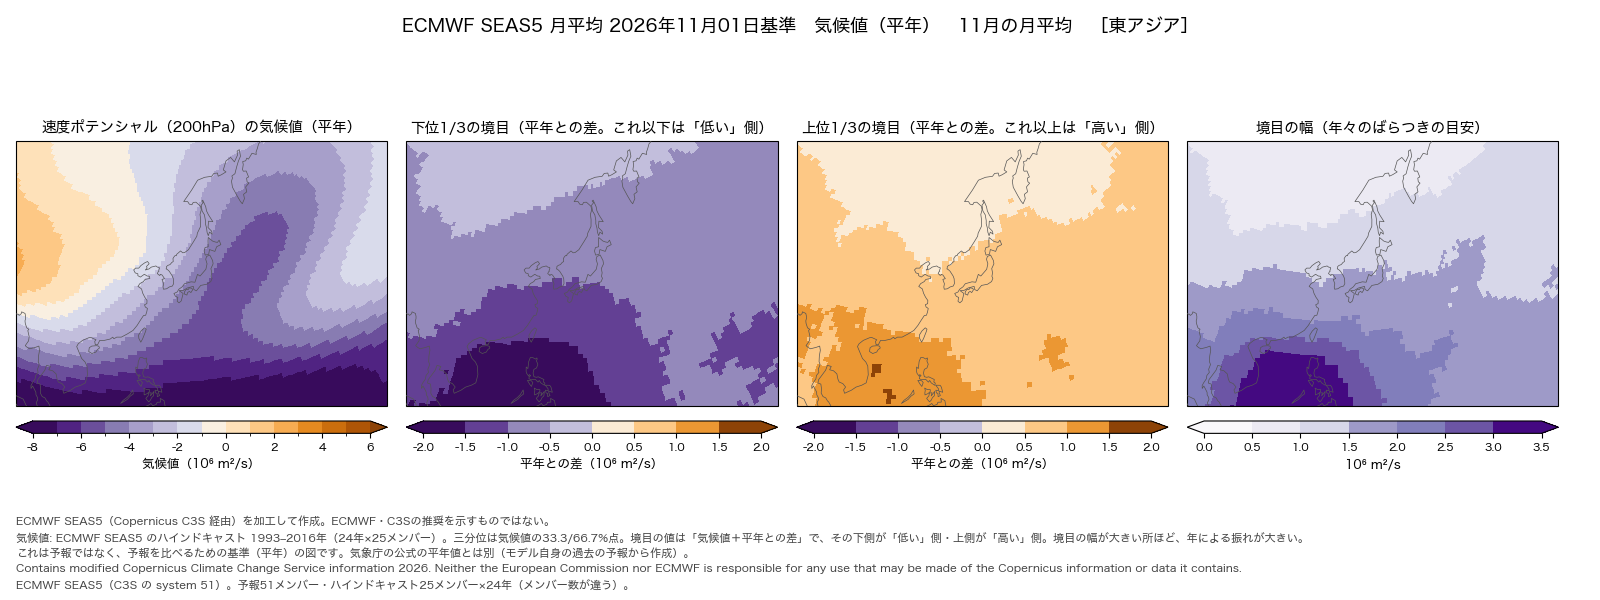 ECMWF SEAS5 月平均 2026年11月01日基準　気候値（平年）　11月の月平均　［東アジア］
速度ポテンシャル（200hPa）の気候値（平年）
下位1/3の境目（平年との差。これ以下は「低い」側）
上位1/3の境目（平年との差。これ以上は「高い」側）
境目の幅（年々のばらつきの目安）
-8 -6 -4 -2 0 2 4 6
気候値（10⁶ m²/s）
-2.0 -1.5 -1.0 -0.5 0.0 0.5 1.0 1.5 2.0
平年との差（10⁶ m²/s）
-2.0 -1.5 -1.0 -0.5 0.0 0.5 1.0 1.5 2.0
平年との差（10⁶ m²/s）
0.0 0.5 1.0 1.5 2.0 2.5 3.0 3.5
10⁶ m²/s
ECMWF SEAS5（Copernicus C3S 経由）を加工して作成。ECMWF・C3Sの推奨を示すものではない。
気候値: ECMWF SEAS5 のハインドキャスト 1993–2016年（24年×25メンバー）。三分位は気候値の33.3/66.7%点。境目の値は「気候値＋平年との差」で、その下側が「低い」側・上側が「高い」側。境目の幅が大きい所ほど、年による振れが大きい。
これは予報ではなく、予報を比べるための基準（平年）の図です。気象庁の公式の平年値とは別（モデル自身の過去の予報から作成）。
Contains modified Copernicus Climate Change Service information 2026. Neither the European Commission nor ECMWF is responsible for any use that may be made of the Copernicus information or data it contains.
ECMWF SEAS5（C3S の system 51）。予報51メンバー・ハインドキャスト25メンバー×24年（メンバー数が違う）。